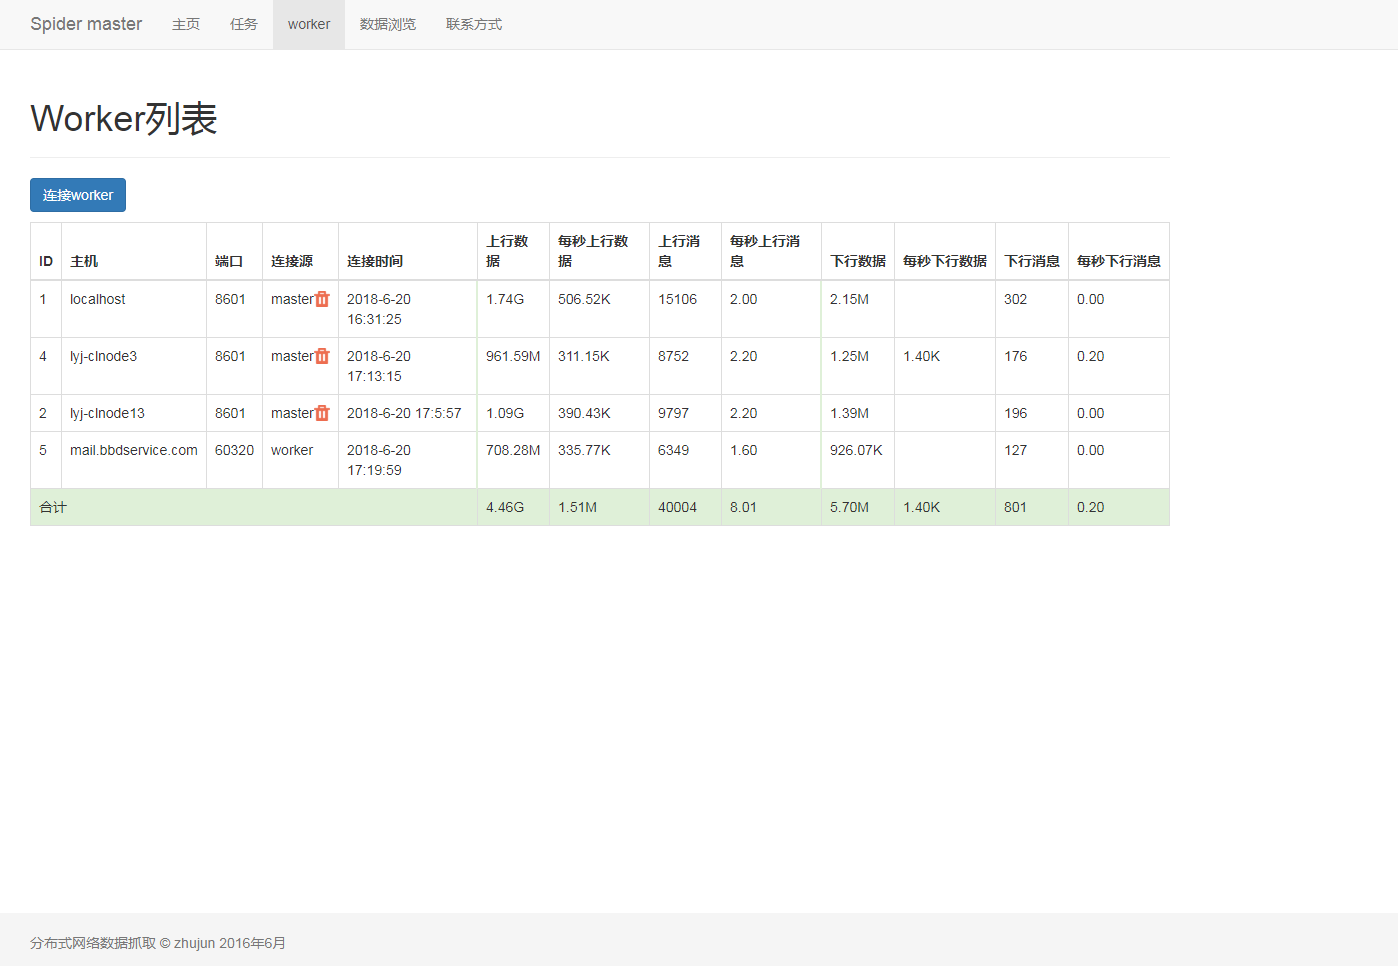 Spider master 主页 任务 worker 数据浏览 联系方式
Worker列表
连接worker
ID 主机 端口 连接源 连接时间 上行数据 每秒上行数据 上行消息 每秒上行消息 下行数据 每秒下行数据 下行消息 每秒下行消息
1 localhost 8601 master 2018-6-20 16:31:25 1.74G 506.52K 15106 2.00 2.15M 302 0.00
4 lyj-clnode3 8601 master 2018-6-20 17:13:15 961.59M 311.15K 8752 2.20 1.25M 1.40K 176 0.20
2 lyj-clnode13 8601 master 2018-6-20 17:5:57 1.09G 390.43K 9797 2.20 1.39M 196 0.00
5 mail.bbdservice.com 60320 worker 2018-6-20 17:19:59 708.28M 335.77K 6349 1.60 926.07K 127 0.00
合计 4.46G 1.51M 40004 8.01 5.70M 1.40K 801 0.20
分布式网络数据抓取 © zhujun 2016年6月